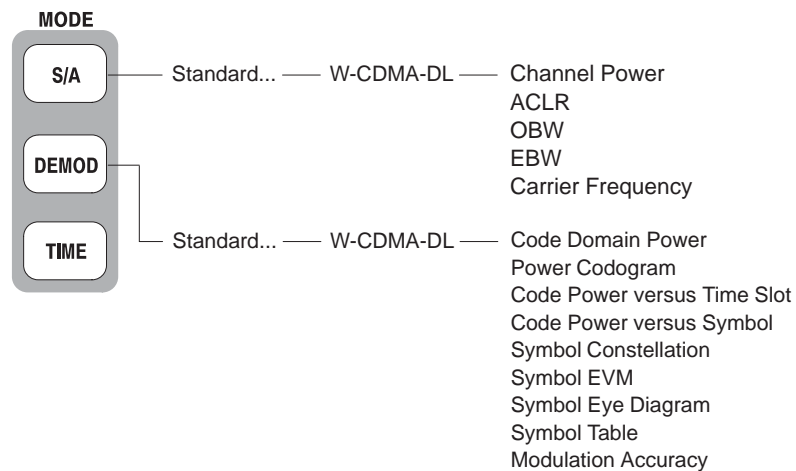 MODE
S/A Standard... W-CDMA-DL Channel Power
ACLR
OBW
EBW
Carrier Frequency
DEMOD
TIME
Standard... W-CDMA-DL Code Domain Power
Power Codogram
Code Power versus Time Slot
Code Power versus Symbol
Symbol Constellation
Symbol EVM
Symbol Eye Diagram
Symbol Table
Modulation Accuracy